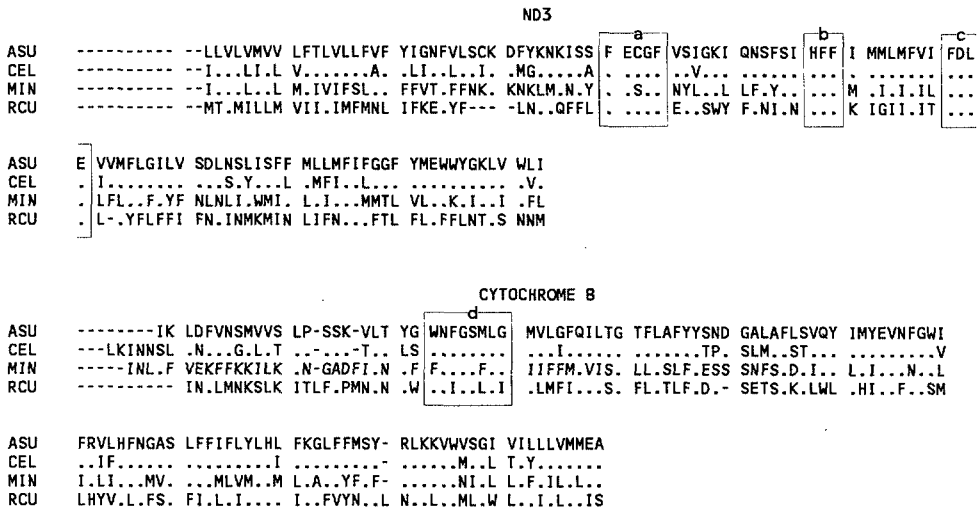 ND3
a b c
ASU ---------- --LLVLVMVV LFTLVLLFVF YIGNFVLSCK DFYKNKISS F ECGF VSIGKI QNSFSI HFF I MMLMFVI FDL
CEL ---------- --I...LI.L V.......A. .LI..L..I. .MG.....A . .... ..V... ...... ... . ....... ...
MIN ---------- --I...L..L M.IVIFSL.. FFVT.FFNK. KNKLM.N.Y . ..S. NYL..L LF.Y.. ... M .I.I.IL ...
RCU ---------- --MT.MILLM VII.IMFMNL IFKE.YF--- -LN..QFFL . .... E..SWY F.NI.N ... K IGII.IT ...
ASU E VVMFLGILV SDLNSLISFF MLLMFIFGGF YMEWWYGKLV WLI
CEL . I........ ...S.Y...L .MFI..L... .......... .V.
MIN . LFL..F.YF NLNLI.WMI. L.I...MMTL VL..K.I..I .FL
RCU . L-.YFLFFI FN.INMKMIN LIFN...FTL FL.FFLNT.S NNM
CYTOCHROME B
d
ASU --------IK LDFVNSMVVS LP-SSK-VLT YG WNFGSMLG MVLGFQILTG TFLAFYYSND GALAFLSVQY IMYEVNFGWI
CEL ---LKINNSL .N...G.L.T ..-...-T.. LS ........ ...I...... .......TP. SLM..ST... .........V
MIN -----INL.F VEKFFKKILK .N-GADFI.N .F F....F.. IIFFM.VIS. LL.SLF.ESS SNFS.D.I.. L.I...N..L
RCU ---------- IN.LMNKSLK ITLF.PMN.N .W ..I..L.I .LMFI...S. FL.TLF.D.- SETS.K.LWL .HI..F..SM
ASU FRVLHFNGAS LFFIFLYLHL FKGLFFMSY- RLKKVWVSGI VILLLVMMEA
CEL ..IF...... .........I .........- ......M..L T.Y.......
MIN I.LI...MV. ...MLVM..M L.A..YF.F- ......NI.L L.F.IL.L..
RCU LHYV.L.FS. FI.L.I.... I..FVYN..L N..L..ML.W L..I.L..IS